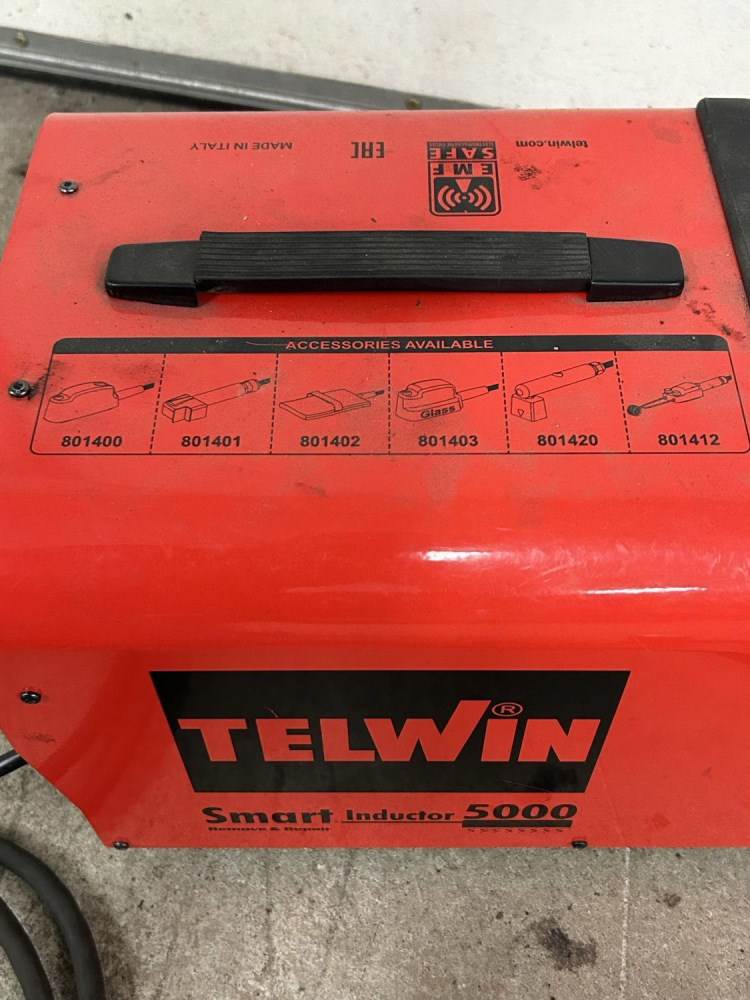 telwin.com
EMF
SAFE
EAC
MADE IN ITALY
ACCESSORIES AVAILABLE
Glass
801400 801401 801402 801403 801420 801412
TELWIN®
Smart Inductor 5000
Remove & Repair